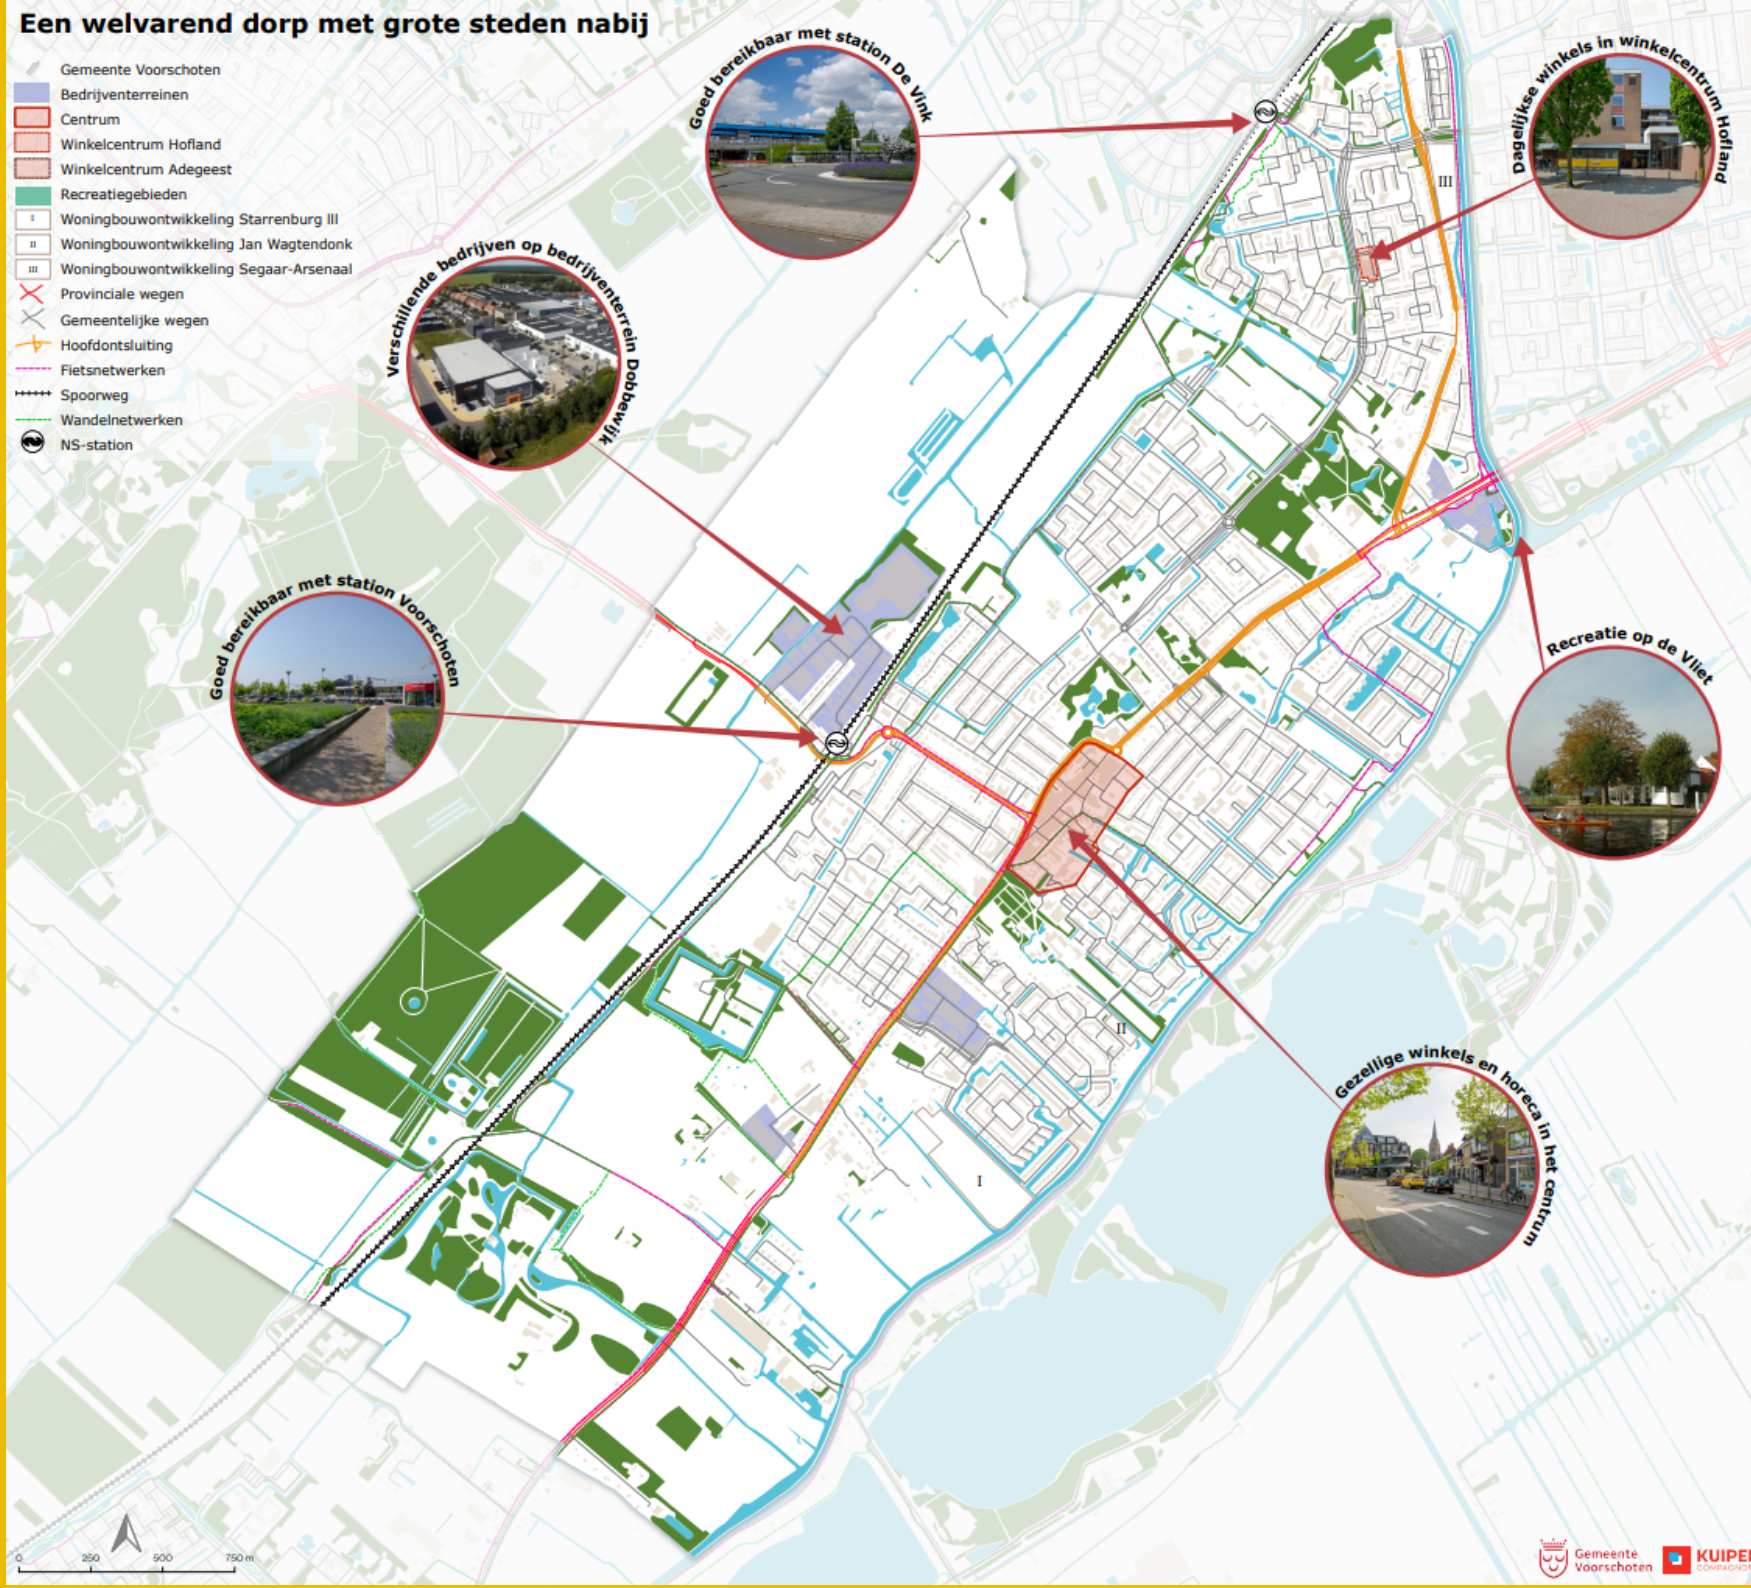 Een welvarend dorp met grote steden nabij
Gemeente Voorschoten
Bedrijventerreinen
Centrum
Winkelcentrum Hofland
Winkelcentrum Adegeest
Recreatiegebieden
I Woningbouwontwikkeling Starrenburg III
II Woningbouwontwikkeling Jan Wagtendonk
III Woningbouwontwikkeling Segaar-Arsenaal
Provinciale wegen
Gemeentelijke wegen
Hoofdontsluiting
Fietsnetwerken
Spoorweg
Wandelnetwerken
NS-station
Goed bereikbaar met station De Vink
Dagelijkse winkels in winkelcentrum Hofland
III
Verschillende bedrijven op bedrijventerrein Dobbewijk
Goed bereikbaar met station Voorschoten
Recreatie op de Vliet
II
Gezellige winkels en horeca in het centrum
I
0 250 500 750 m
Gemeente
Voorschoten
KUIPE